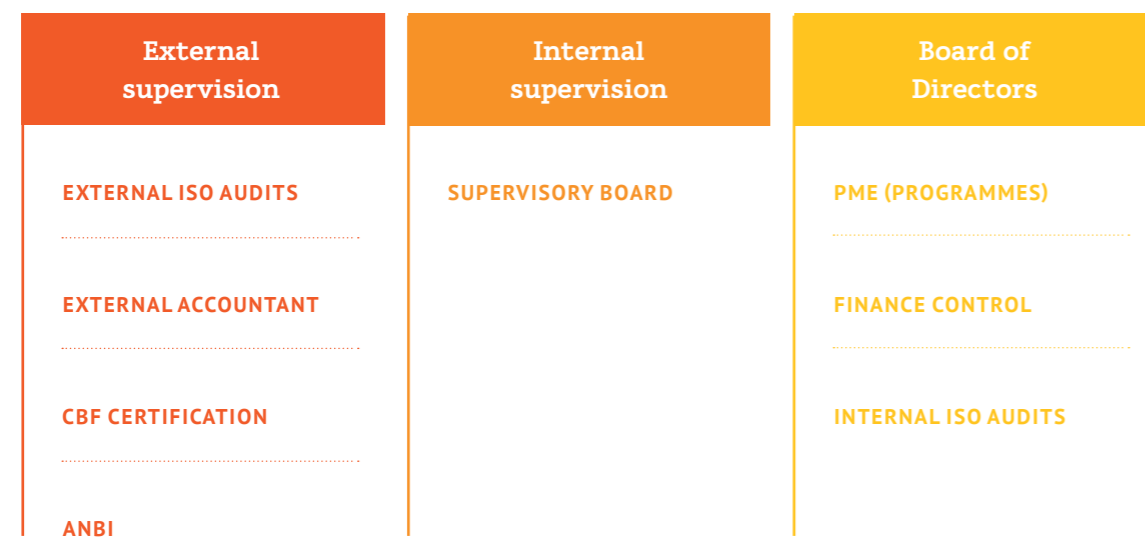 External
supervision
EXTERNAL ISO AUDITS
EXTERNAL ACCOUNTANT
CBF CERTIFICATION
ANBI
Internal
supervision
SUPERVISORY BOARD
Board of
Directors
PME (PROGRAMMES)
FINANCE CONTROL
INTERNAL ISO AUDITS